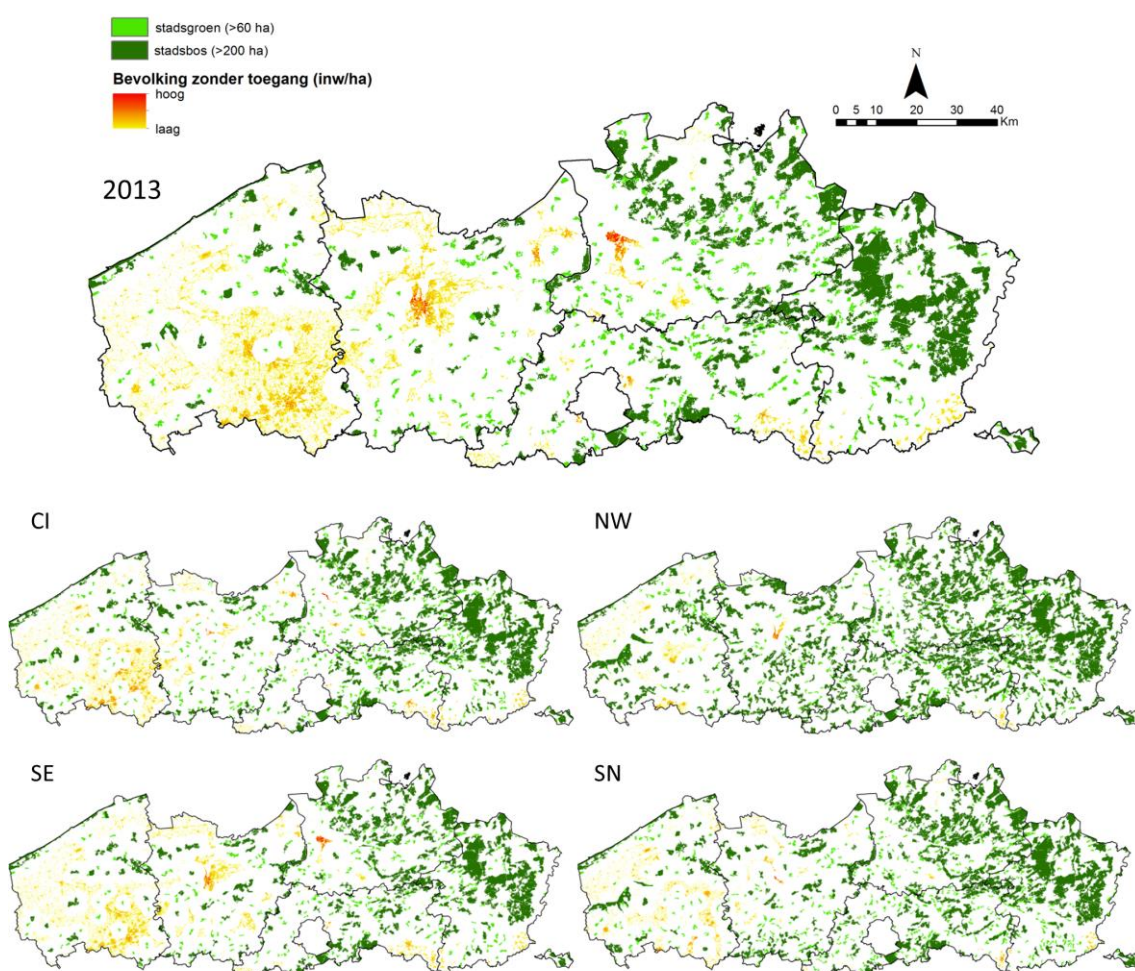 stadsgroen (>60 ha)
stadsbos (>200 ha)
Bevolking zonder toegang (inw/ha)
hoog
laag
N
0 5 10 20 30 40
Km
2013
CI
NW
SE
SN